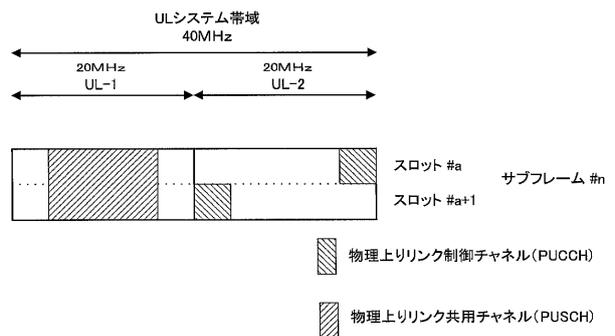 ULシステム帯域
40MHz
20MHz
UL-1
20MHz
UL-2
スロット #a
サブフレーム #n
スロット #a+1
物理上りリンク制御チャネル(PUCCH)
物理上りリンク共用チャネル(PUSCH)